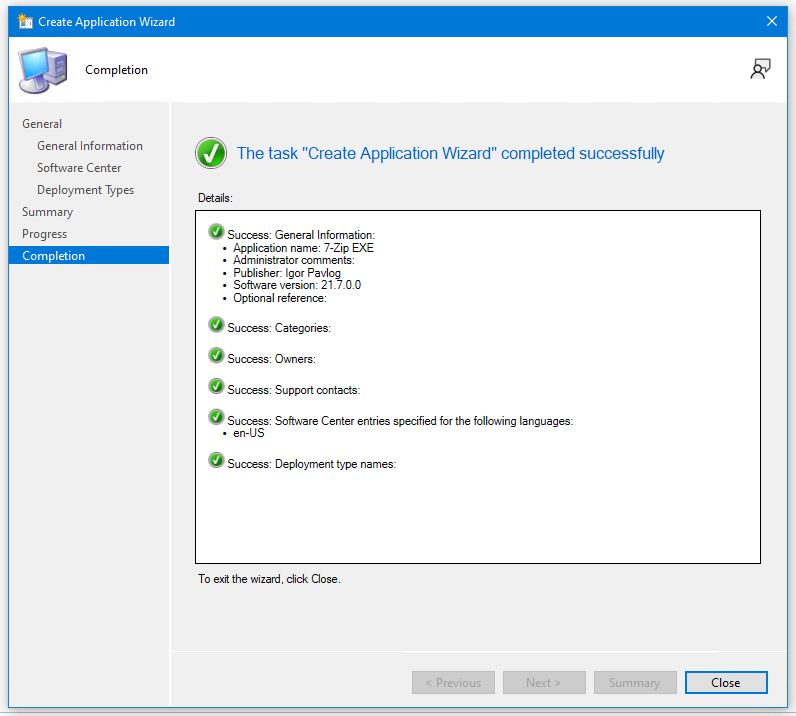 Create Application Wizard
Completion
General
General Information
Software Center
Deployment Types
Summary
Progress
Completion
The task "Create Application Wizard" completed successfully
Details:
Success: General Information:
• Application name: 7-Zip EXE
• Administrator comments:
• Publisher: Igor Pavlog
• Software version: 21.7.0.0
• Optional reference:
Success: Categories:
Success: Owners:
Success: Support contacts:
Success: Software Center entries specified for the following languages:
• en-US
Success: Deployment type names:
To exit the wizard, click Close.
< Previous
Next >
Summary
Close